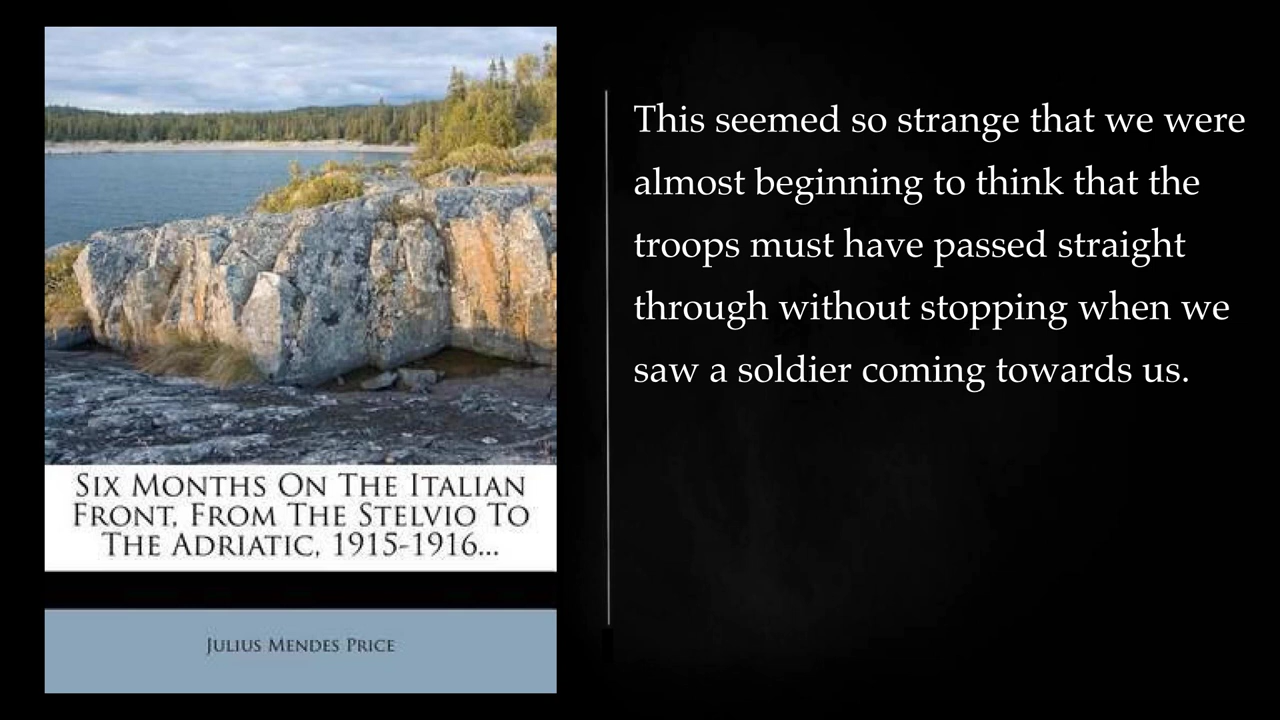 Six Months On The Italian
Front, From The Stelvio To
The Adriatic, 1915-1916...
Julius Mendes Price
This seemed so strange that we were
almost beginning to think that the
troops must have passed straight
through without stopping when we
saw a soldier coming towards us.